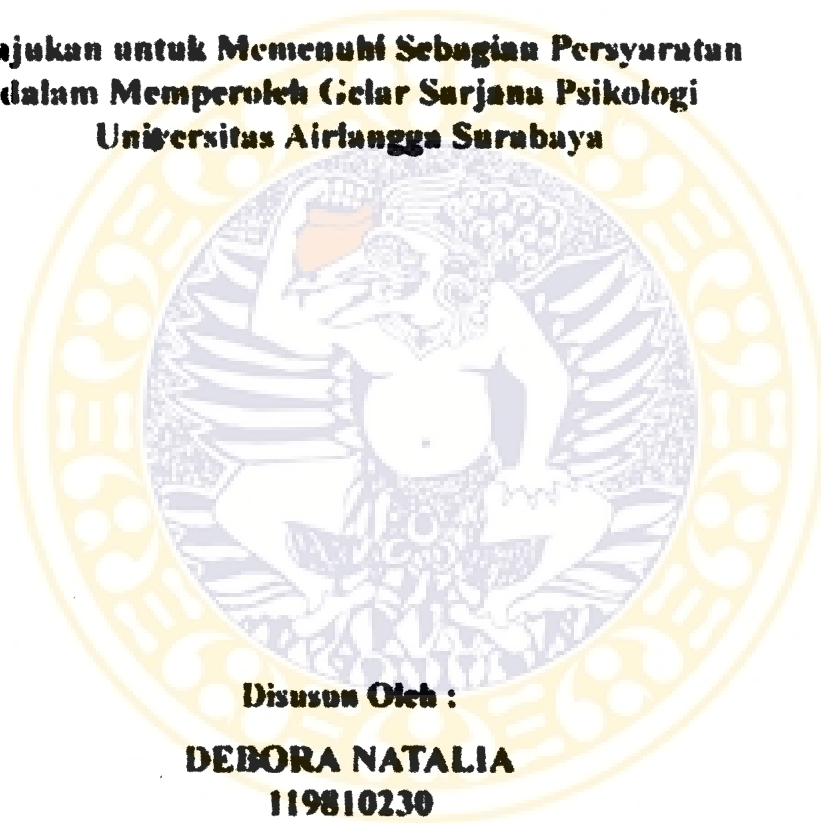 ajukan untuk Memenuhi Sebagian Persyaratan
dalam Memperoleh Gelar Sarjana Psikologi
Universitas Airlangga Surabaya
Disusun Oleh :
DEBORA NATALIA
119810230